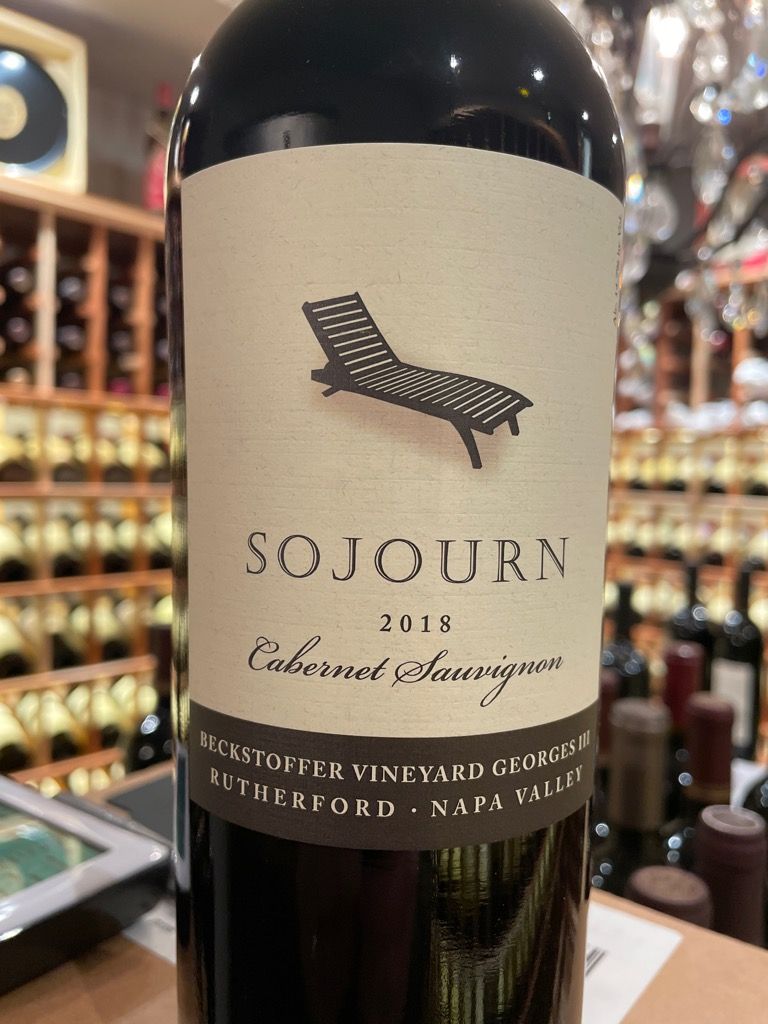 SOJOURN
2018
Cabernet Sauvignon
BECKSTOFFER VINEYARD GEORGES III
RUTHERFORD · NAPA VALLEY